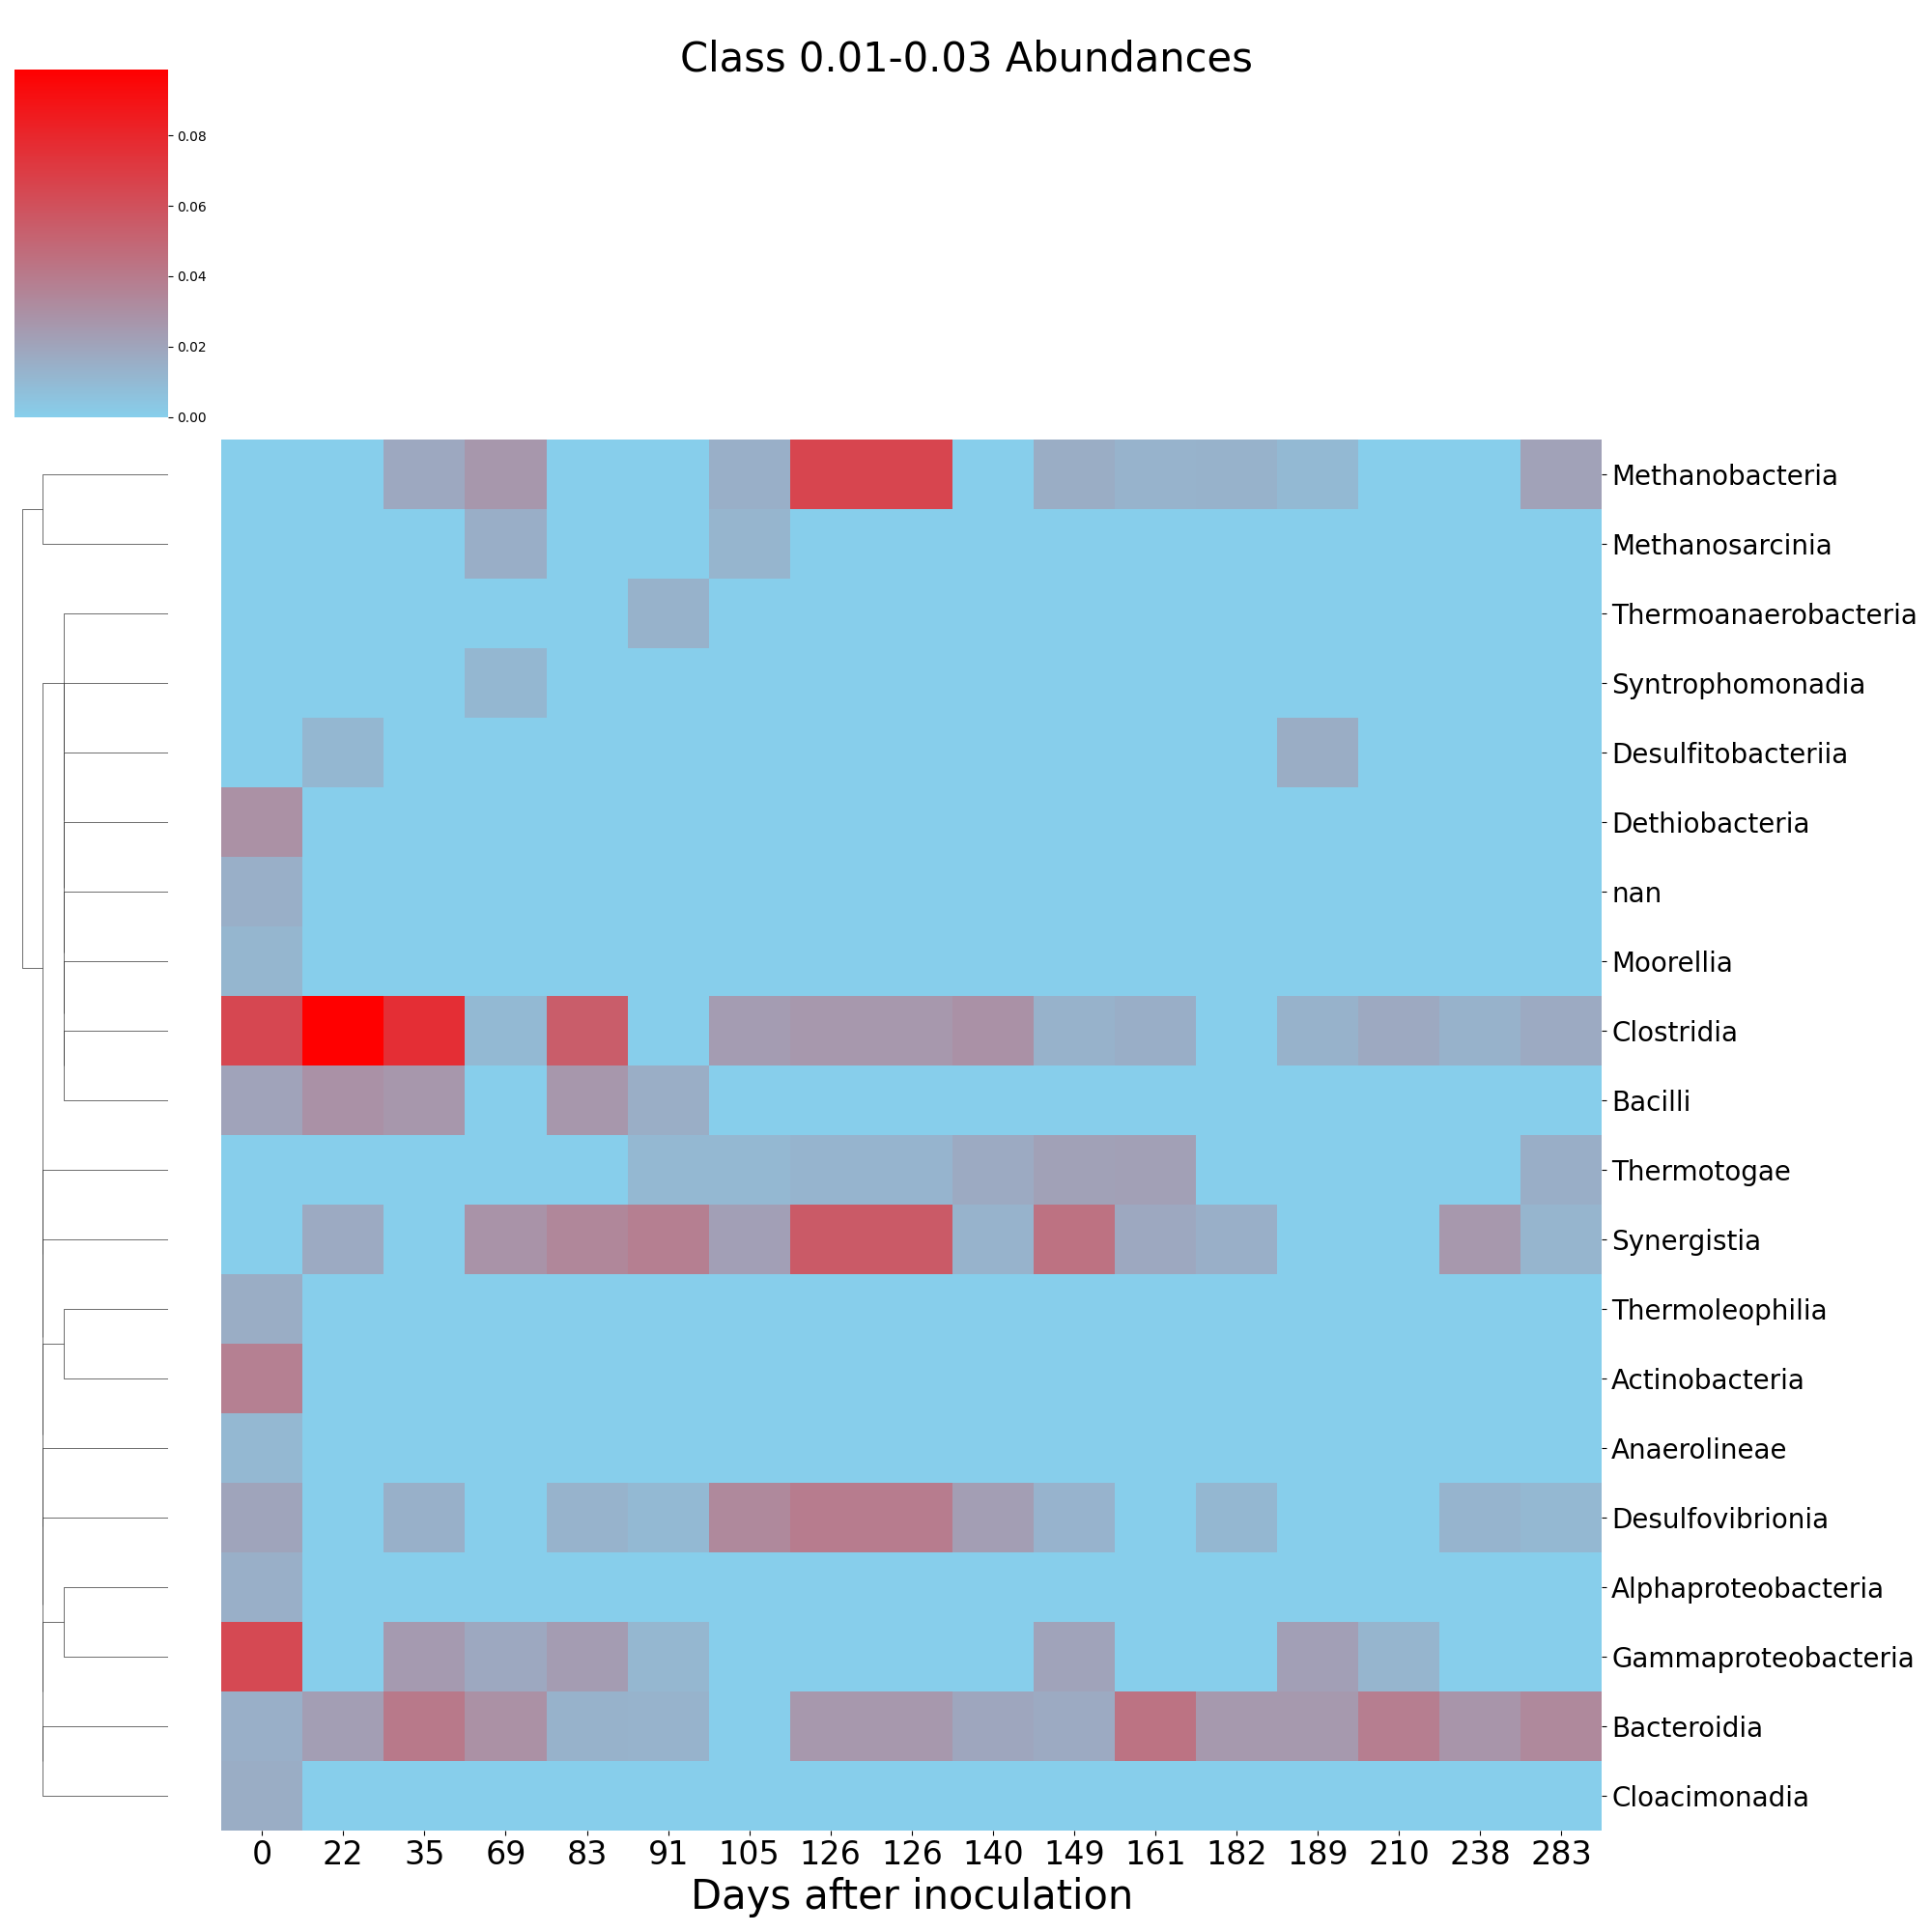 Class 0.01-0.03 Abundances
0.08
0.06
0.04
0.02
0.00
Methanobacteria
Methanosarcinia
Thermoanaerobacteria
Syntrophomonadia
Desulfitobacteriia
Dethiobacteria
nan
Moorellia
Clostridia
Bacilli
Thermotogae
Synergistia
Thermoleophilia
Actinobacteria
Anaerolineae
Desulfovibrionia
Alphaproteobacteria
Gammaproteobacteria
Bacteroidia
Cloacimonadia
0 22 35 69 83 91 105 126 126 140 149 161 182 189 210 238 283
Days after inoculation